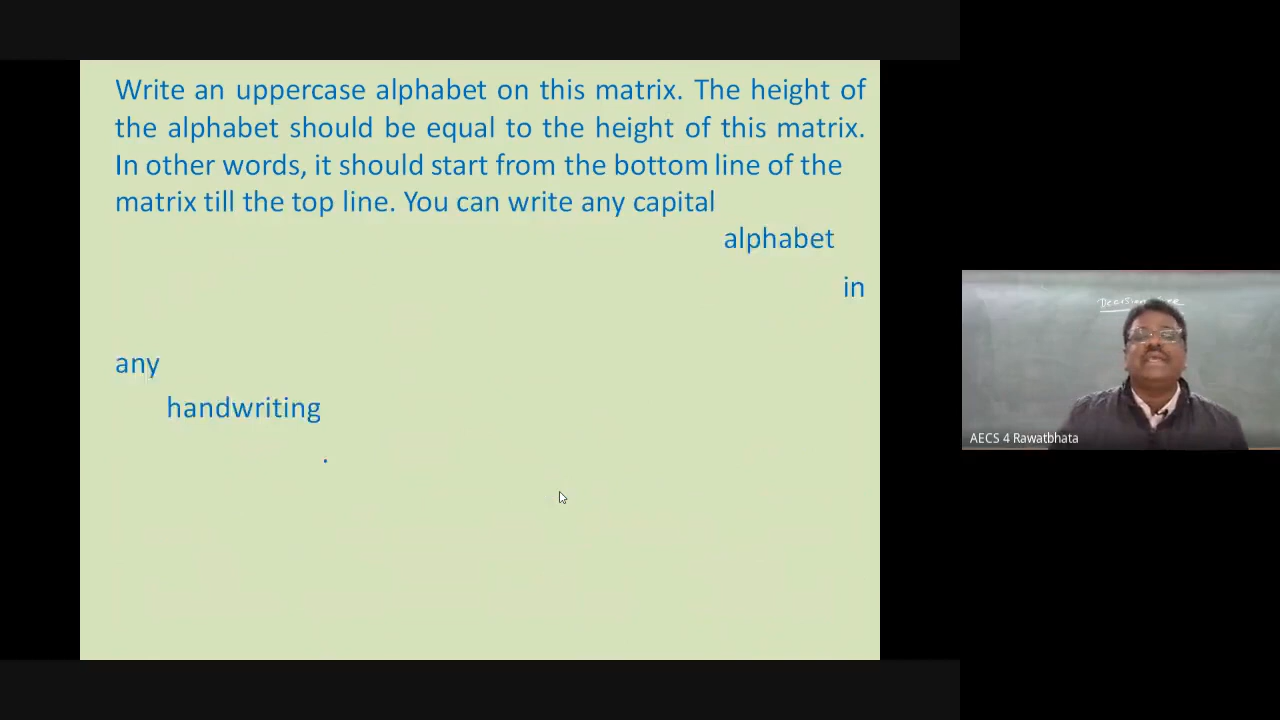 Write an uppercase alphabet on this matrix. The height of
the alphabet should be equal to the height of this matrix.
In other words, it should start from the bottom line of the
matrix till the top line. You can write any capital
alphabet
in
any
handwriting
.
AECS 4 Rawatbhata